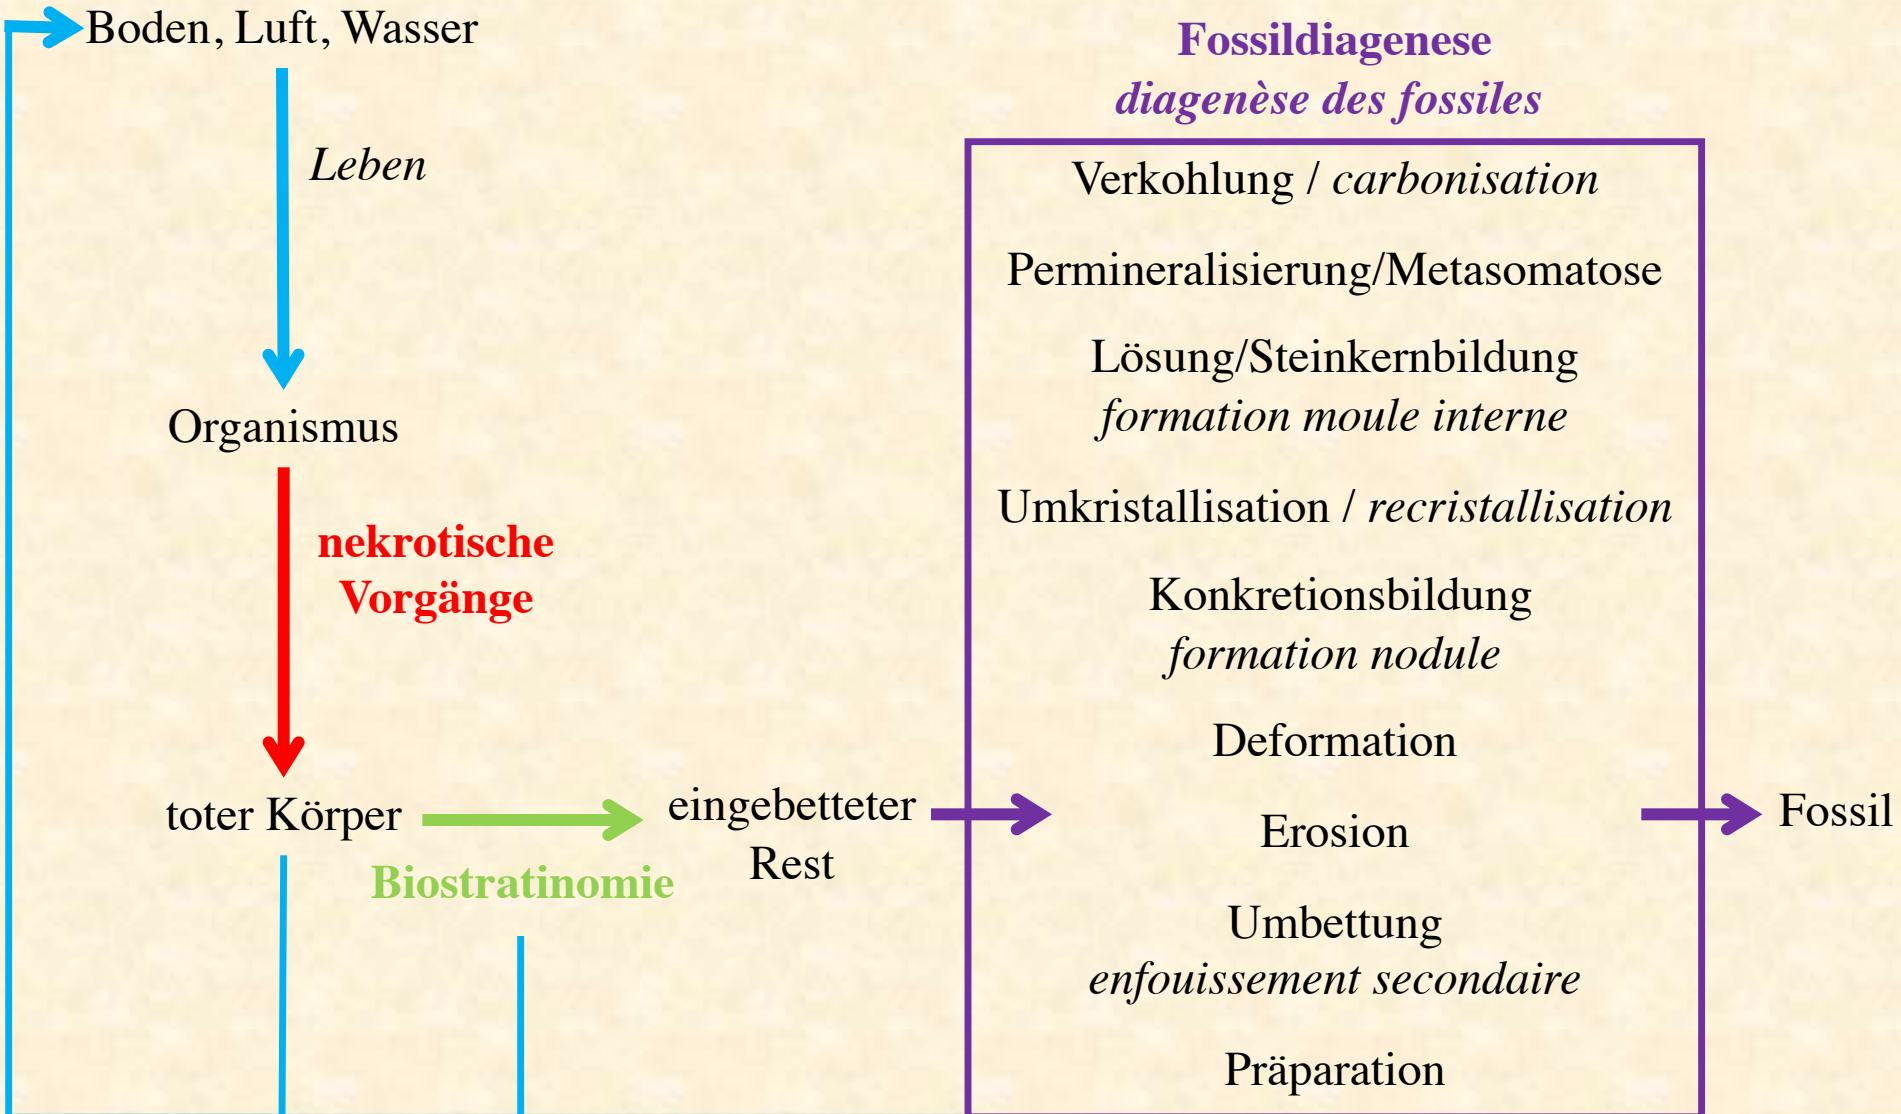 Boden, Luft, Wasser
Leben
Organismus
nekrotische
Vorgänge
toter Körper
Biostratinomie
eingebetteter
Rest
Fossildiagenese
diagenèse des fossiles
Verkohlung / carbonisation
Permineralisierung/Metasomatose
Lösung/Steinkernbildung
formation moule interne
Umkristallisation / recristallisation
Konkretionsbildung
formation nodule
Deformation
Erosion
Umbettung
enfouissement secondaire
Präparation
Fossil